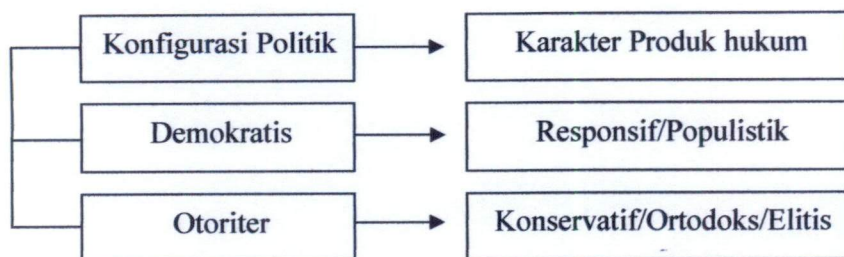 Konfigurasi Politik
Karakter Produk hukum
Demokratis
Responsif/Populistik
Otoriter
Konservatif/Ortodoks/Elitis